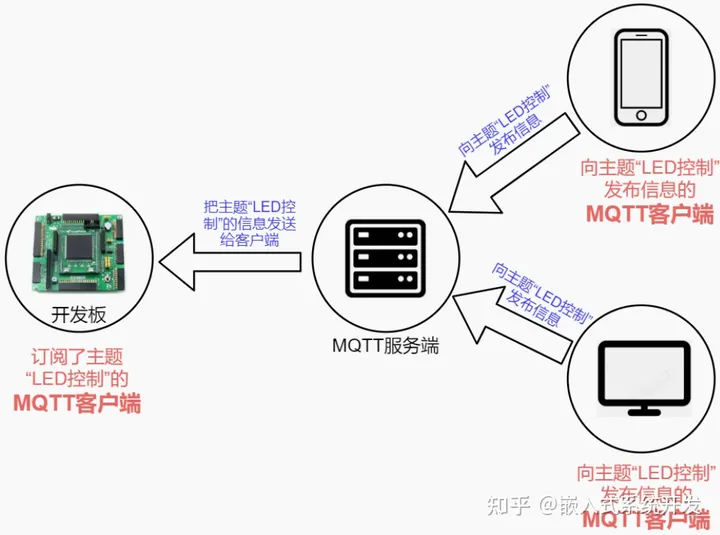 向主题“LED控制”
发布信息
向主题“LED控制”
发布信息的
MQTT客户端
把主题“LED控
制”的信息发送
给客户端
开发板
订阅了主题
“LED控制”的
MQTT客户端
MQTT服务端
向主题“LED控制”
发布信息
向主题“LED控制”
发布信息的
MQTT客户端
知乎 @嵌入式系统开发